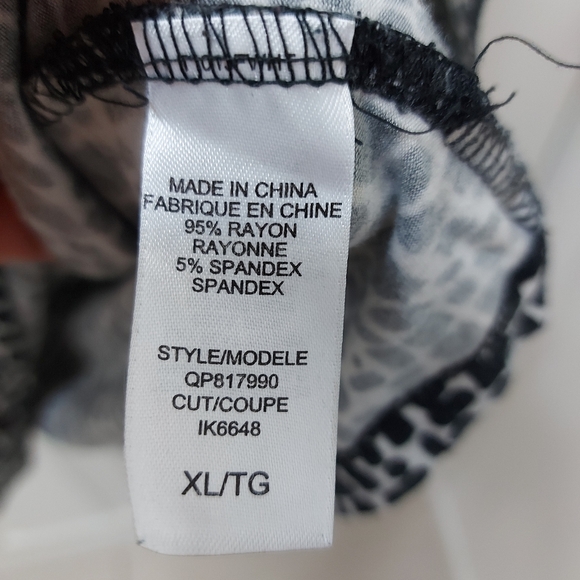 MADE IN CHINA
FABRIQUE EN CHINE
95% RAYON
RAYONNE
5% SPANDEX
SPANDEX
STYLE/MODELE
QP817990
CUT/COUPE
IK6648
XL/TG